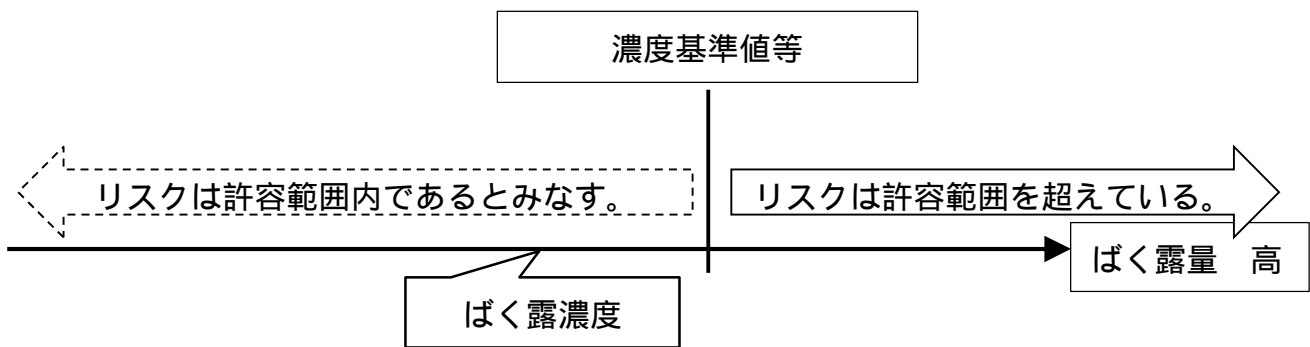 濃度基準値等
リスクは許容範囲内であるとみなす。
リスクは許容範囲を超えている。
ばく露量　高
ばく露濃度